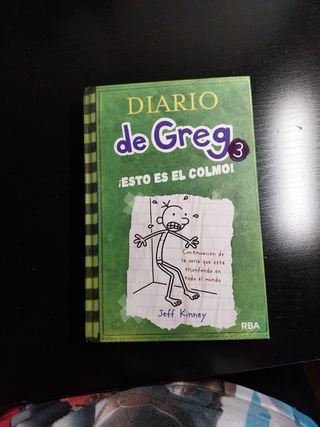 DIARIO
de Greg 3
¡ESTO ES EL COLMO!
Continuación de
la serie que está
triunfando en
todo el mundo
Jeff Kinney
RBA